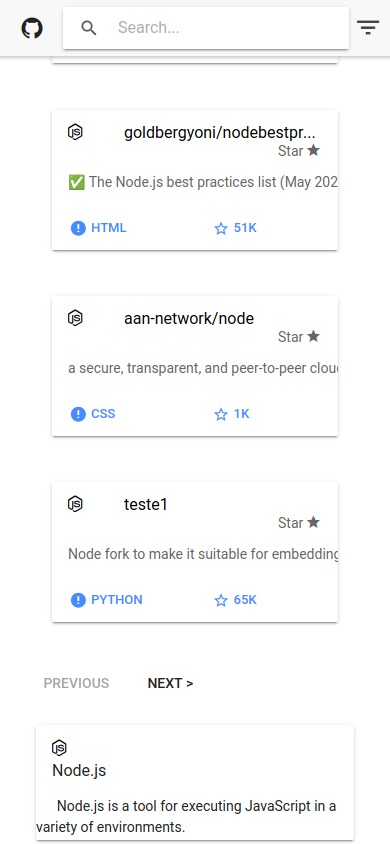 Search...
goldbergyoni/nodebestpr...
Star
✅ The Node.js best practices list (May 202
HTML
51K
aan-network/node
Star
a secure, transparent, and peer-to-peer clou
CSS
1K
teste1
Star
Node fork to make it suitable for embedding
PYTHON
65K
PREVIOUS
NEXT >
Node.js
Node.js is a tool for executing JavaScript in a
variety of environments.